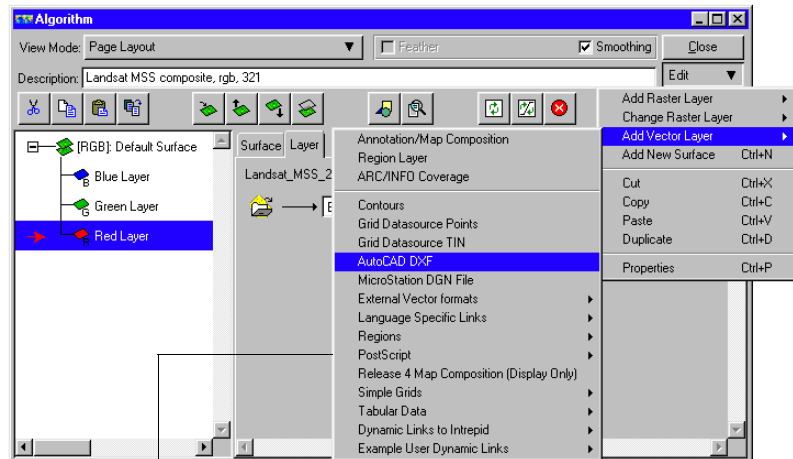 Algorithm
View Mode: Page Layout Feather Smoothing Close
Description: Landsat MSS composite, rgb, 321 Edit
[RGB]: Default Surface
B Blue Layer
G Green Layer
R Red Layer
Surface Layer
Landsat_MSS_2
Annotation/Map Composition
Region Layer
ARC/INFO Coverage
Contours
Grid Datasource Points
Grid Datasource TIN
AutoCAD DXF
MicroStation DGN File
External Vector formats
Language Specific Links
Regions
PostScript
Release 4 Map Composition (Display Only)
Simple Grids
Tabular Data
Dynamic Links to Intrepid
Example User Dynamic Links
Add Raster Layer
Change Raster Layer
Add Vector Layer
Add New Surface Ctrl+N
Cut Ctrl+X
Copy Ctrl+C
Paste Ctrl+V
Duplicate Ctrl+D
Properties Ctrl+P